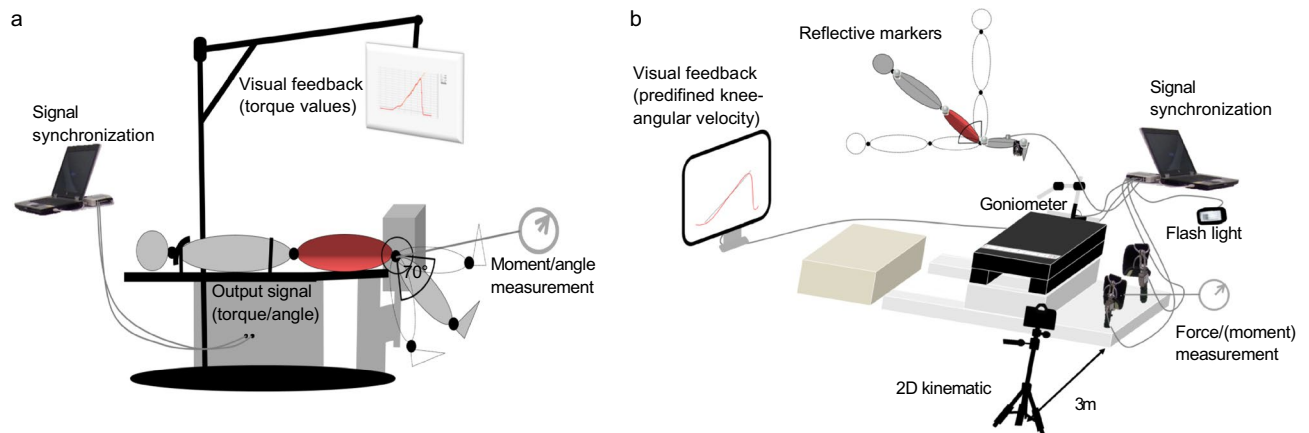 a
Visual feedback
(torque values)
Signal
synchronization
70°
Moment/angle
measurement
Output signal
(torque/angle)
b
Reflective markers
Visual feedback
(predifined knee-
angular velocity)
Signal
synchronization
Goniometer
Flash light
Force/(moment)
measurement
2D kinematic
3m